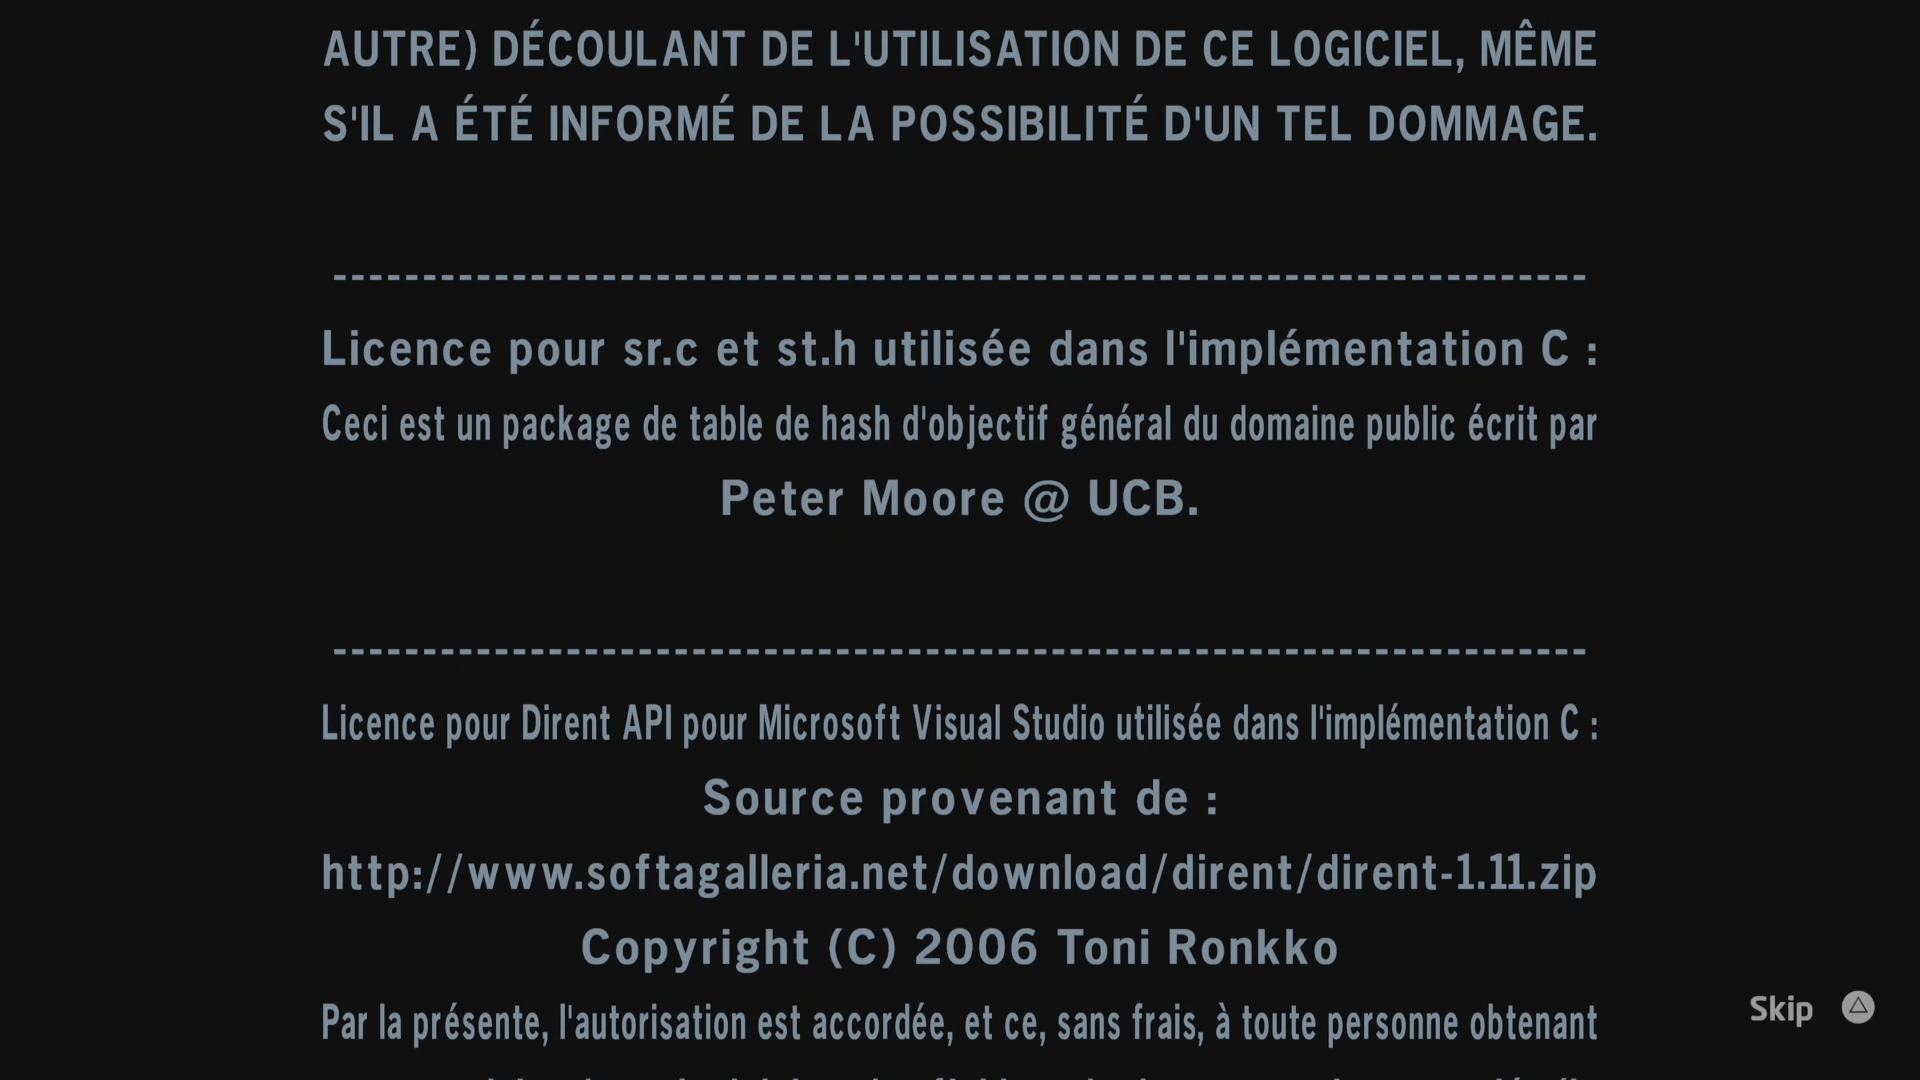 AUTRE) DÉCOULANT DE L'UTILISATION DE CE LOGICIEL, MÊME
S'IL A ÉTÉ INFORMÉ DE LA POSSIBILITÉ D'UN TEL DOMMAGE.
----------------------------------------------------------------------
Licence pour sr.c et st.h utilisée dans l'implémentation C :
Ceci est un package de table de hash d'objectif général du domaine public écrit par
Peter Moore @ UCB.
----------------------------------------------------------------------
Licence pour Dirent API pour Microsoft Visual Studio utilisée dans l'implémentation C :
Source provenant de :
http://www.softagalleria.net/download/dirent/dirent-1.11.zip
Copyright (C) 2006 Toni Ronkko
Par la présente, l'autorisation est accordée, et ce, sans frais, à toute personne obtenant
Skip